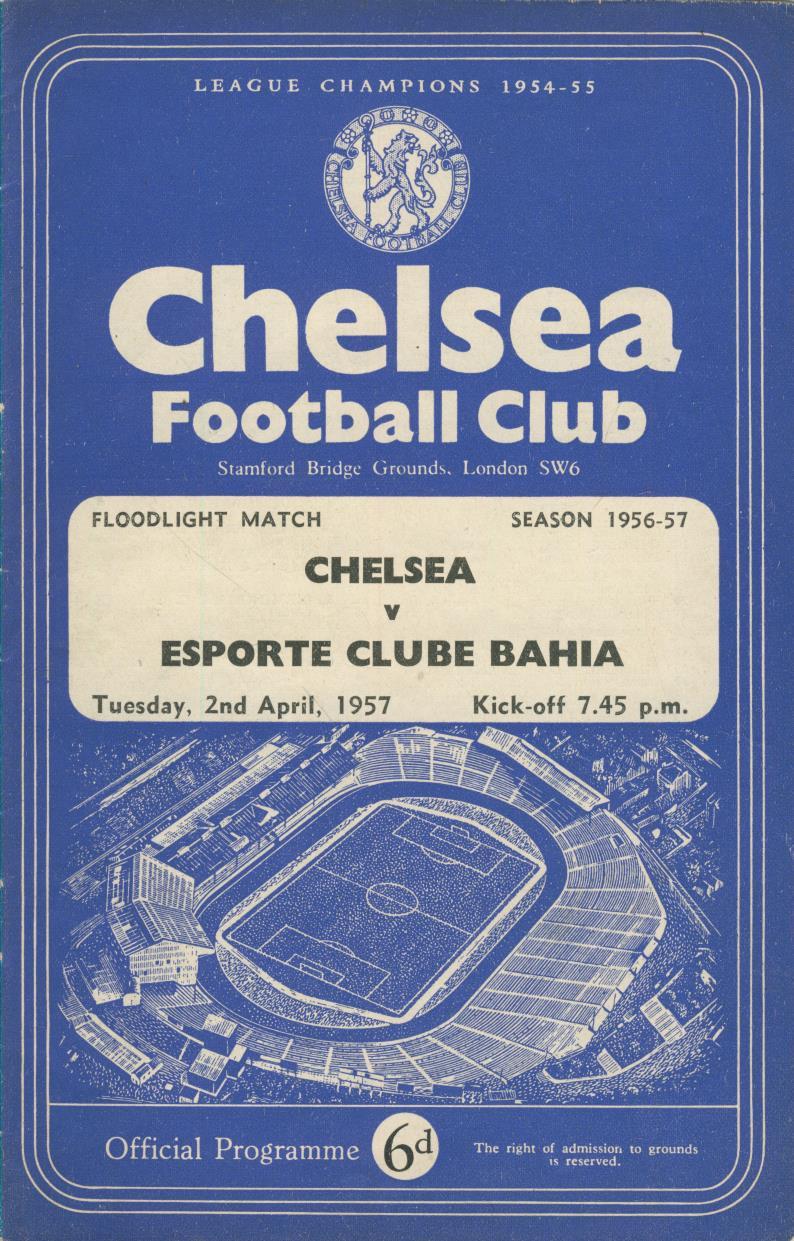 LEAGUE CHAMPIONS 1954-55
CHELSEA FOOTBALL CLUB
Chelsea
Football Club
Stamford Bridge Grounds, London SW6
FLOODLIGHT MATCH SEASON 1956-57
CHELSEA
v
ESPORTE CLUBE BAHIA
Tuesday, 2nd April, 1957 Kick-off 7.45 p.m.
Official Programme 6d
The right of admission to grounds
is reserved.